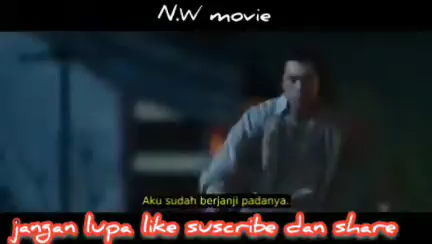 N.W movie
Aku sudah berjanji padanya.
jangan lupa like suscribe dan share